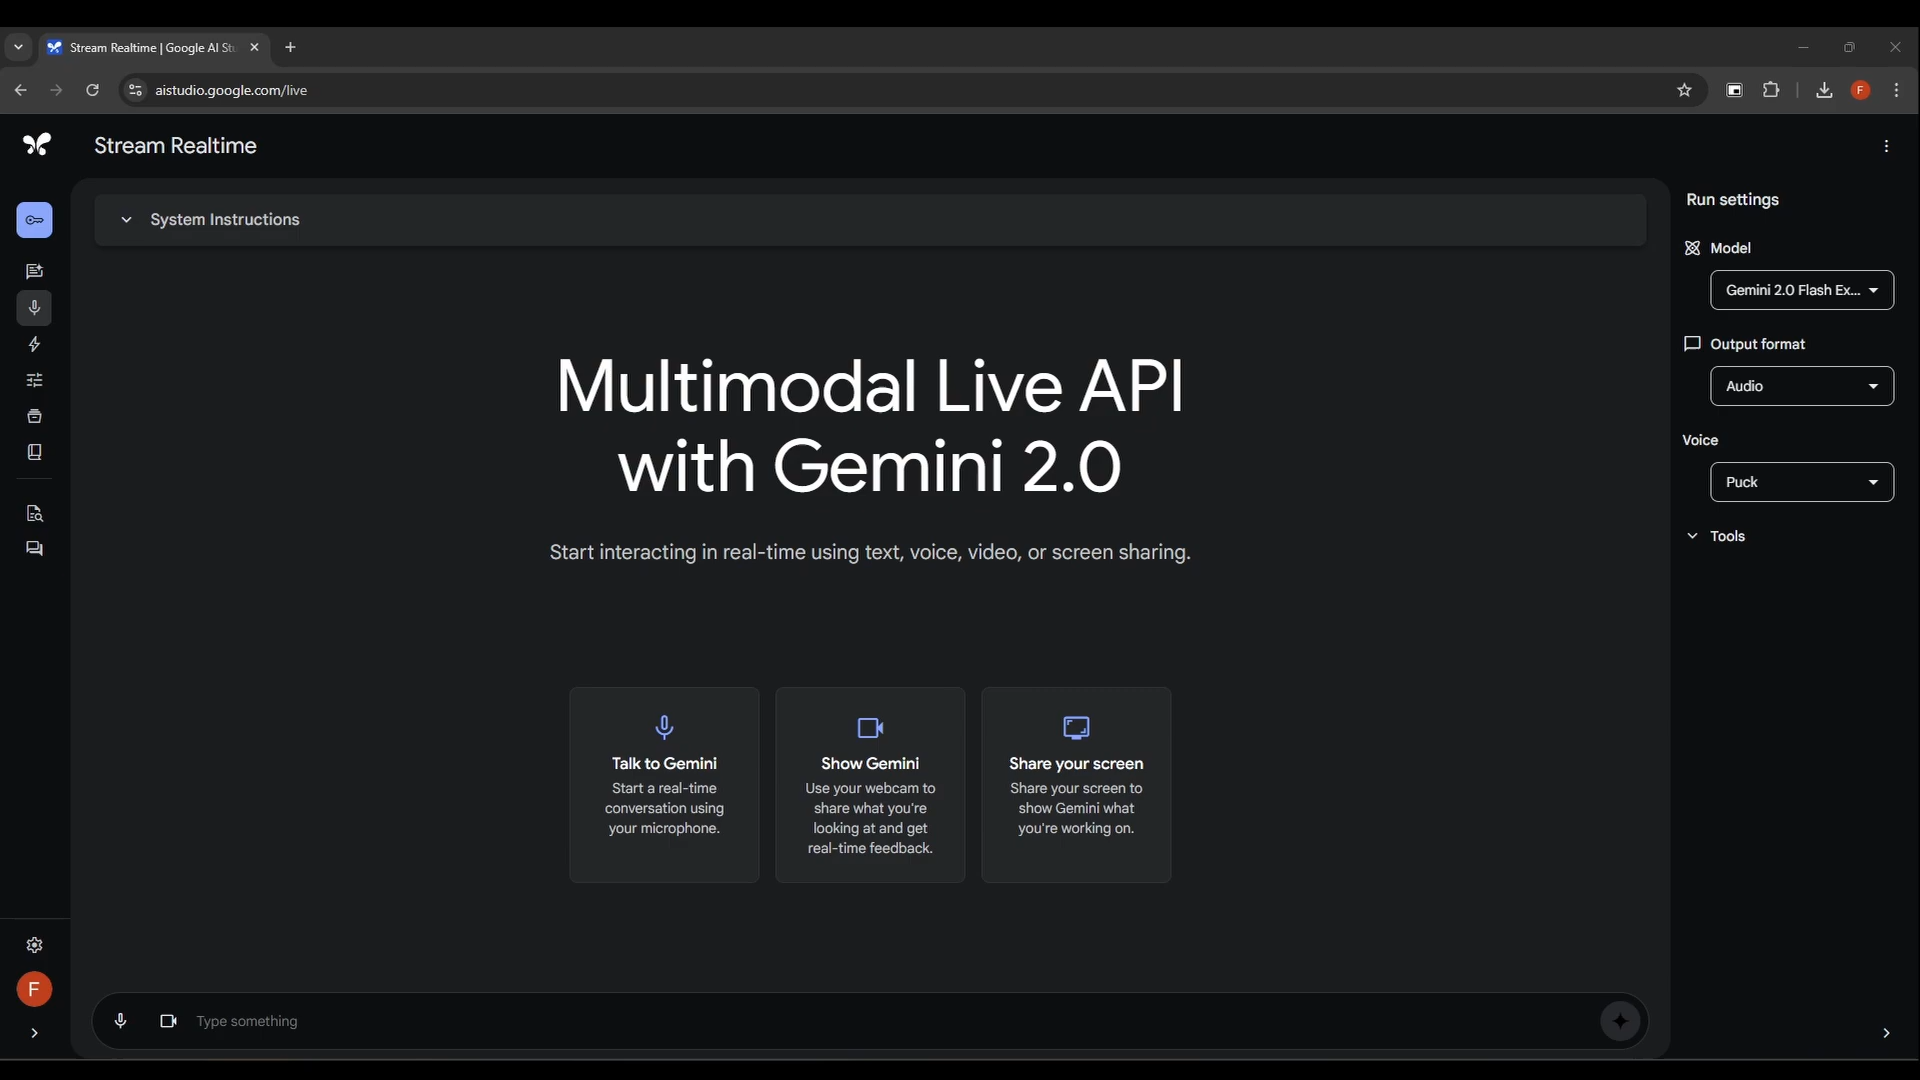 Stream Realtime | Google AI Stu
aistudio.google.com/live
F
Stream Realtime
System Instructions
Multimodal Live API
with Gemini 2.0
Start interacting in real-time using text, voice, video, or screen sharing.
Talk to Gemini
Start a real-time
conversation using
your microphone.
Show Gemini
Use your webcam to
share what you're
looking at and get
real-time feedback.
Share your screen
Share your screen to
show Gemini what
you're working on.
Type something
F
Run settings
Model
Gemini 2.0 Flash Ex...
Output format
Audio
Voice
Puck
Tools